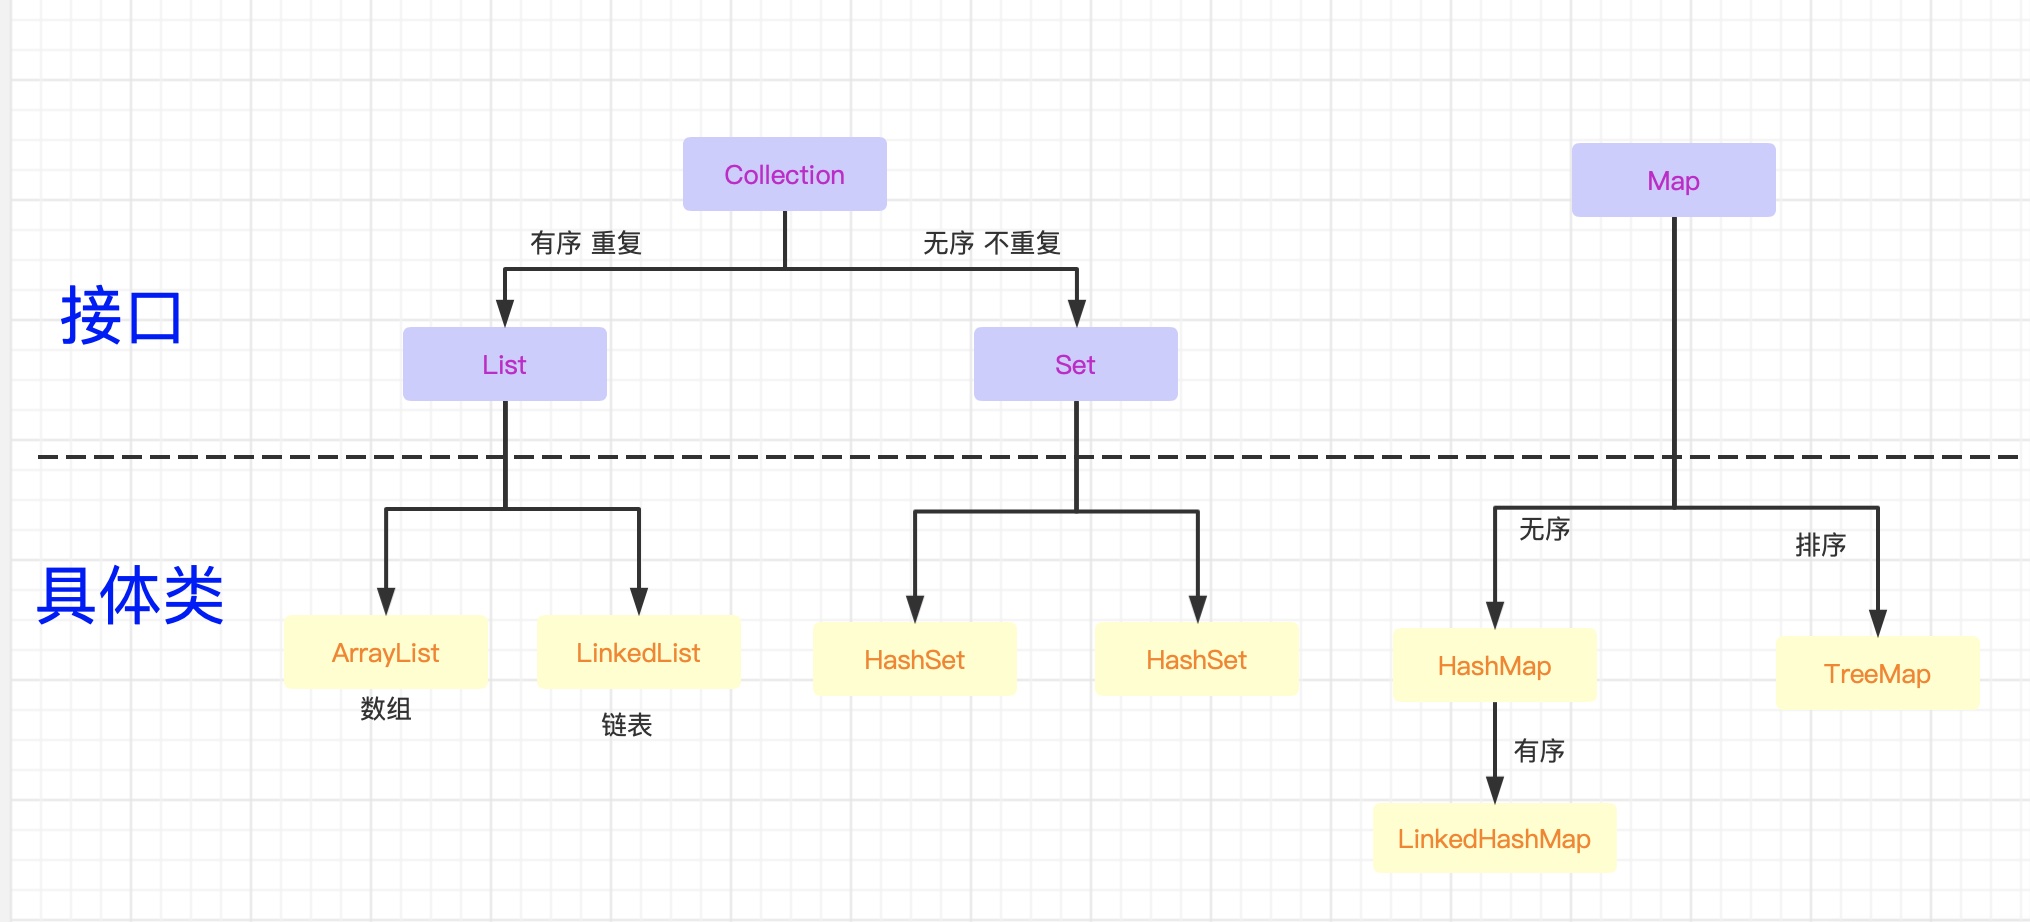 Collection
Map
有序 重复
无序 不重复
接口
List
Set
无序
排序
具体类
ArrayList
LinkedList
HashSet
HashSet
HashMap
TreeMap
数组
链表
有序
LinkedHashMap